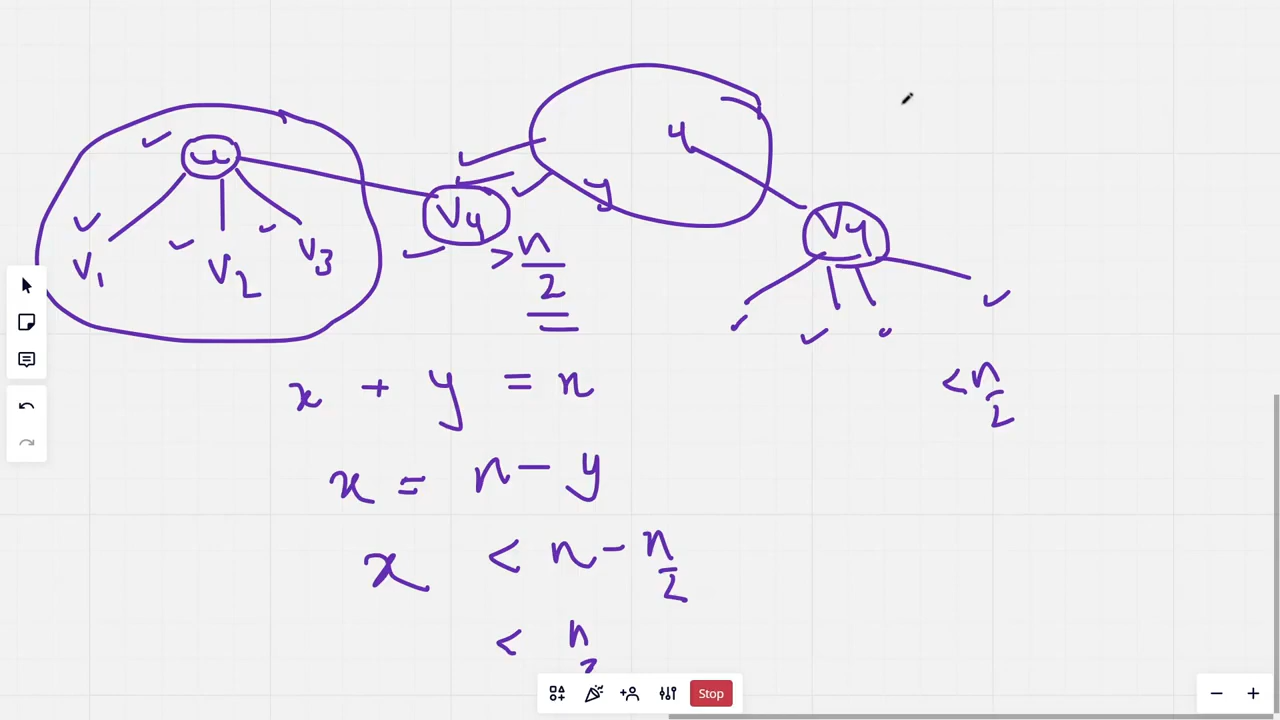 u
v₁ v₂ v₃
v₄
> n/2
y
u
v₄
< n/2
x + y = n
x = n - y
x < n - n/2
< n/2
Stop